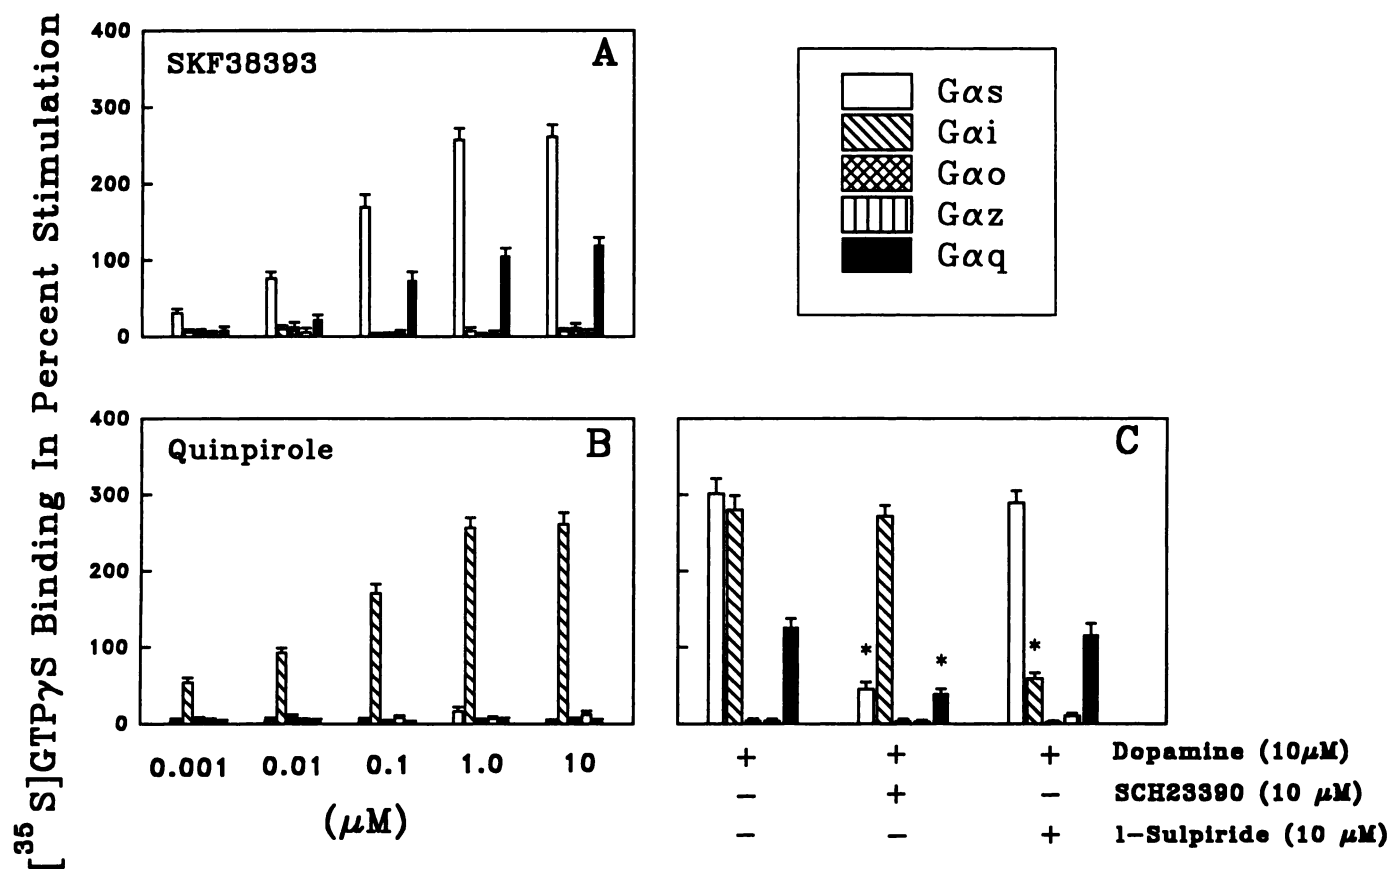 [35S]GTPγS Binding In Percent Stimulation
A
SKF38393
400
300
200
100
0
Gαs
Gαi
Gαo
Gαz
Gαq
B
Quinpirole
400
300
200
100
0
0.001 0.01 0.1 1.0 10
(μM)
C
* * *
+ + + Dopamine (10μM)
− + − SCH23390 (10 μM)
− − + l-Sulpiride (10 μM)